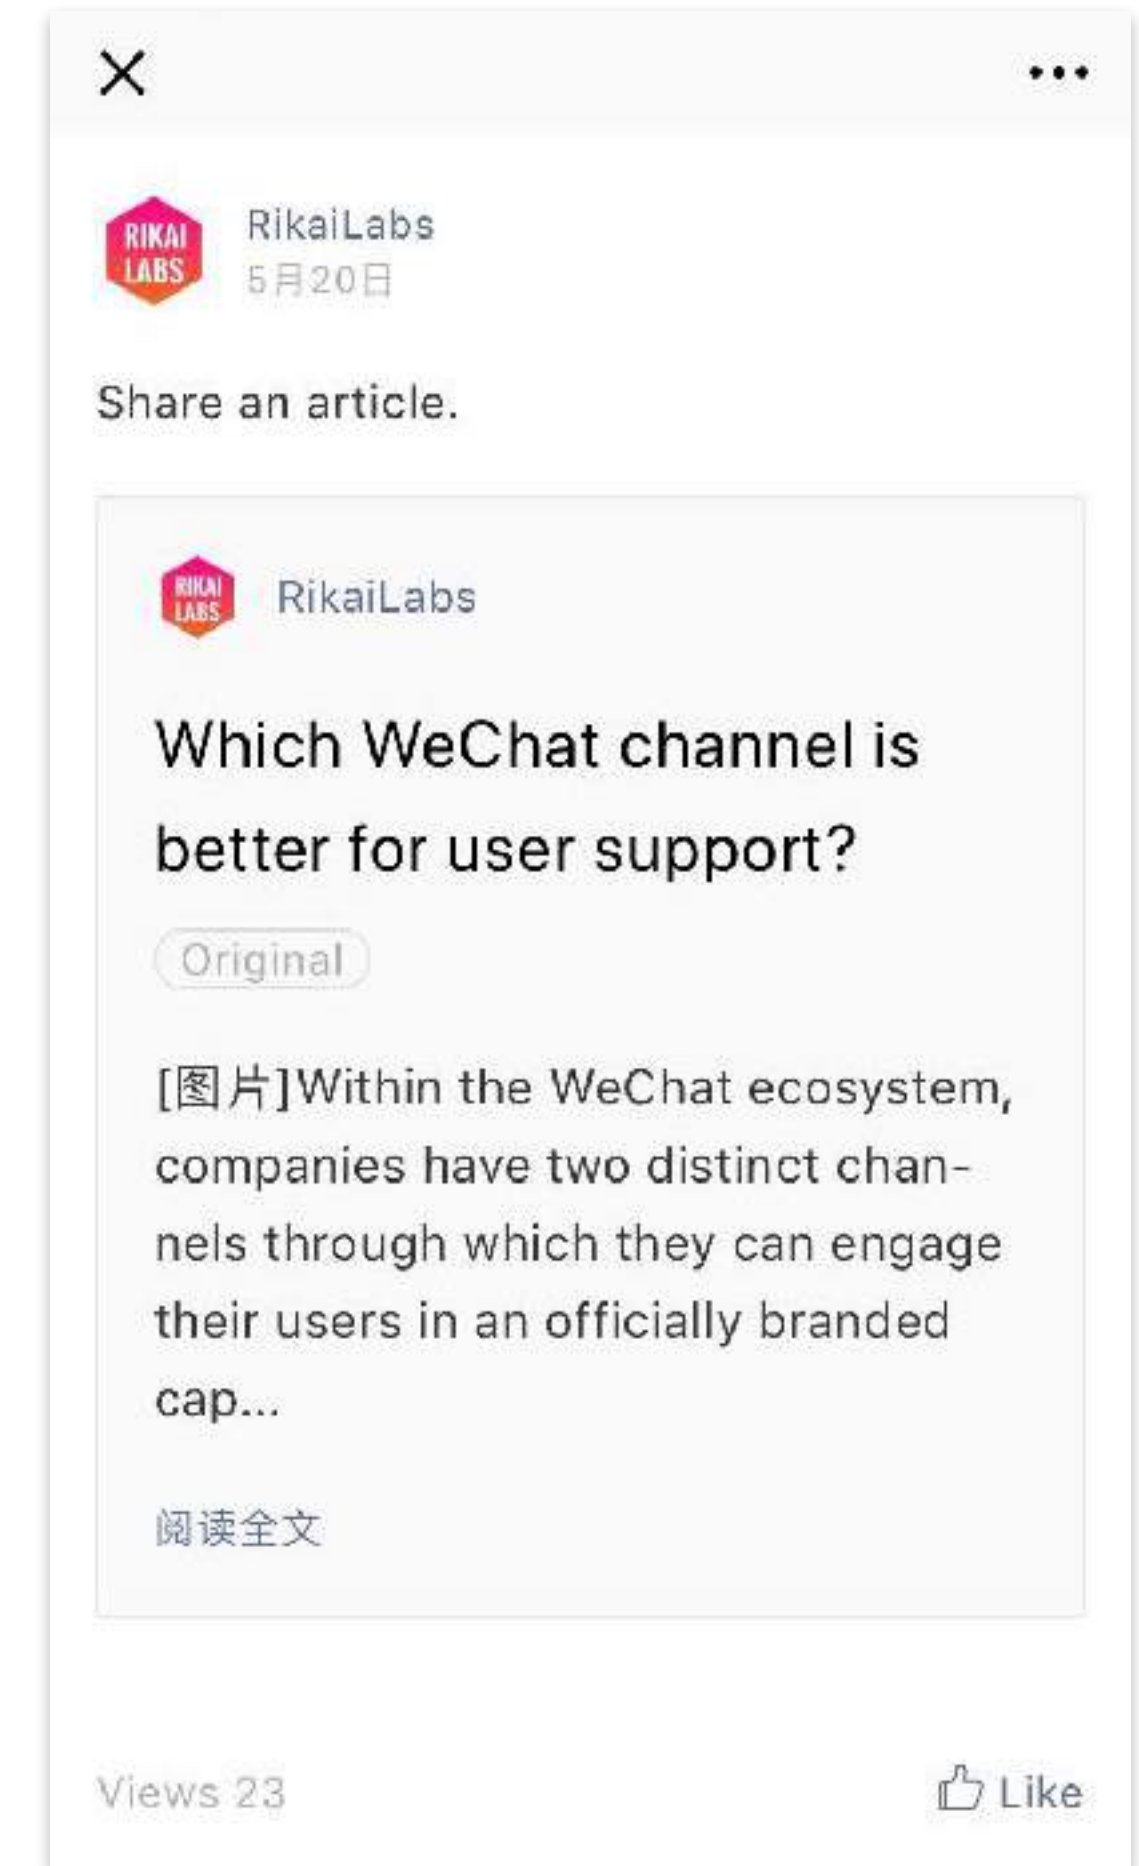 RIKAI
LABS
RikaiLabs
5月20日
Share an article.
RIKAI
LABS
RikaiLabs
Which WeChat channel is
better for user support?
Original
[图片]Within the WeChat ecosystem,
companies have two distinct chan-
nels through which they can engage
their users in an officially branded
cap...
阅读全文
Views 23
Like